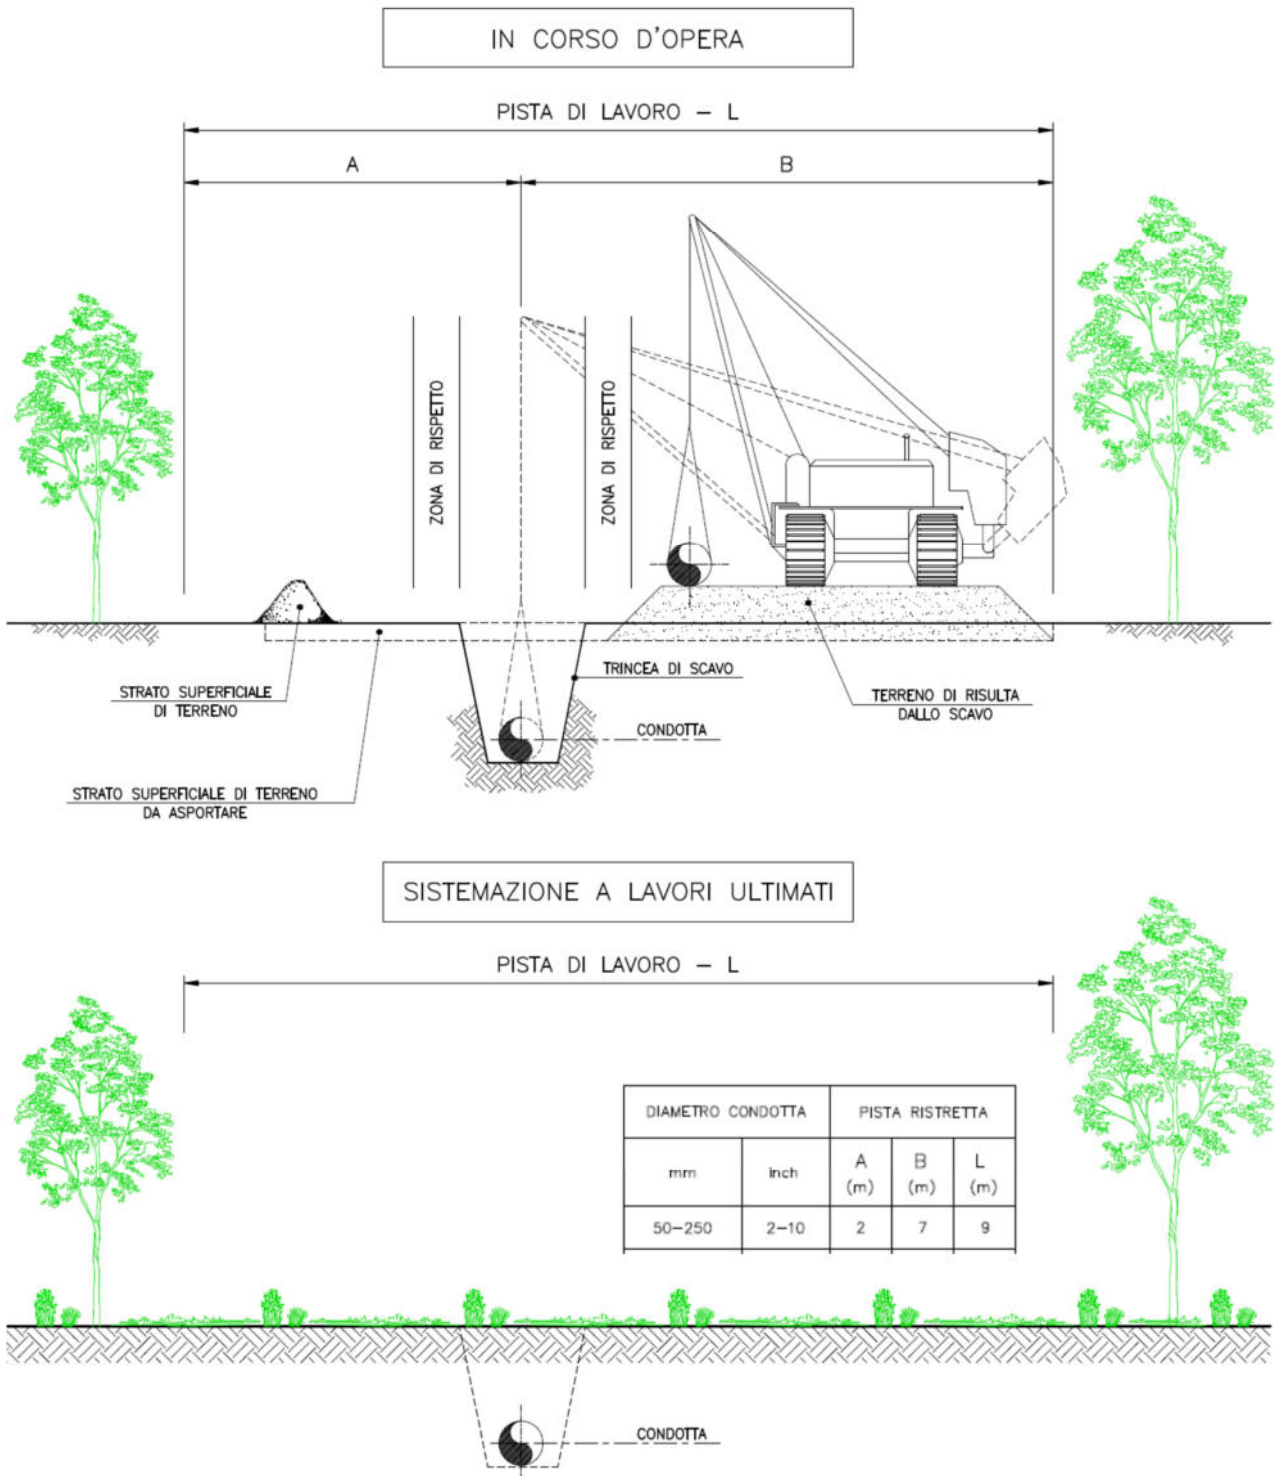 IN CORSO D'OPERA
PISTA DI LAVORO – L
A
B
ZONA DI RISPETTO
ZONA DI RISPETTO
STRATO SUPERFICIALE
DI TERRENO
TRINCEA DI SCAVO
TERRENO DI RISULTA
DALLO SCAVO
CONDOTTA
STRATO SUPERFICIALE DI TERRENO
DA ASPORTARE
SISTEMAZIONE A LAVORI ULTIMATI
PISTA DI LAVORO – L
DIAMETRO CONDOTTA PISTA RISTRETTA
mm inch A (m) B (m) L (m)
50–250 2–10 2 7 9
CONDOTTA